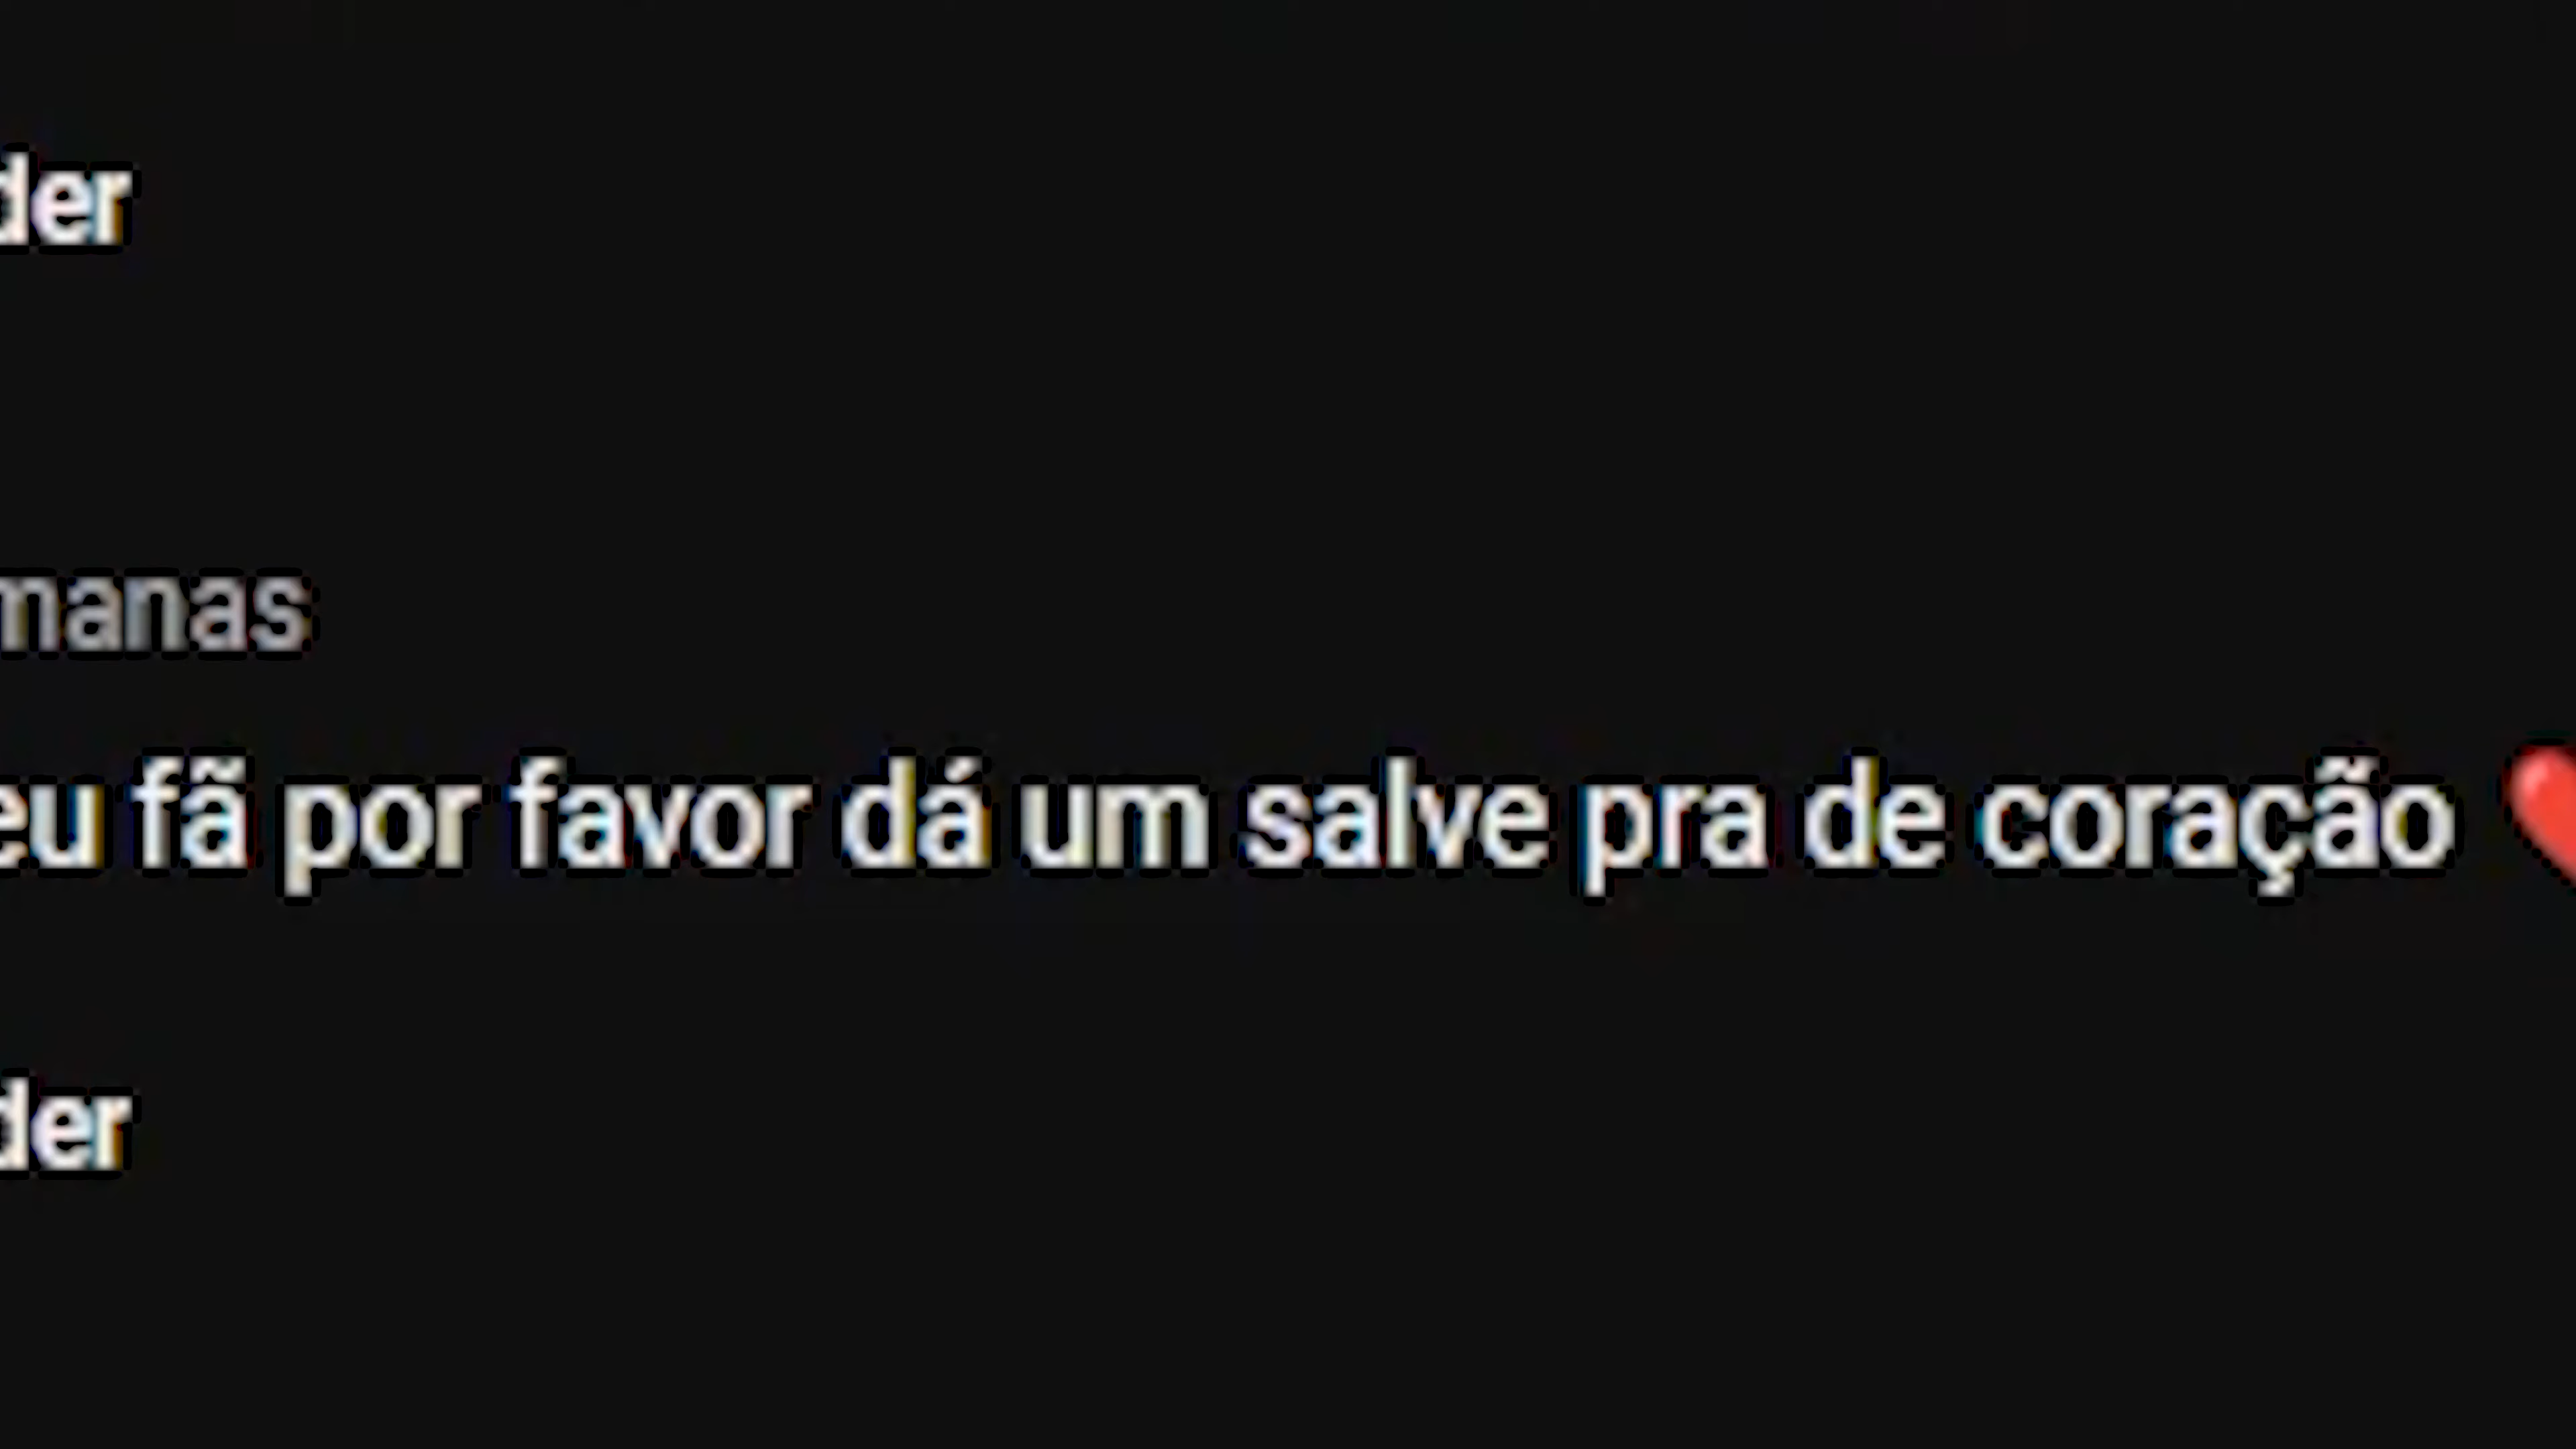 der
manas
eu fã por favor dá um salve pra de coração ❤
der